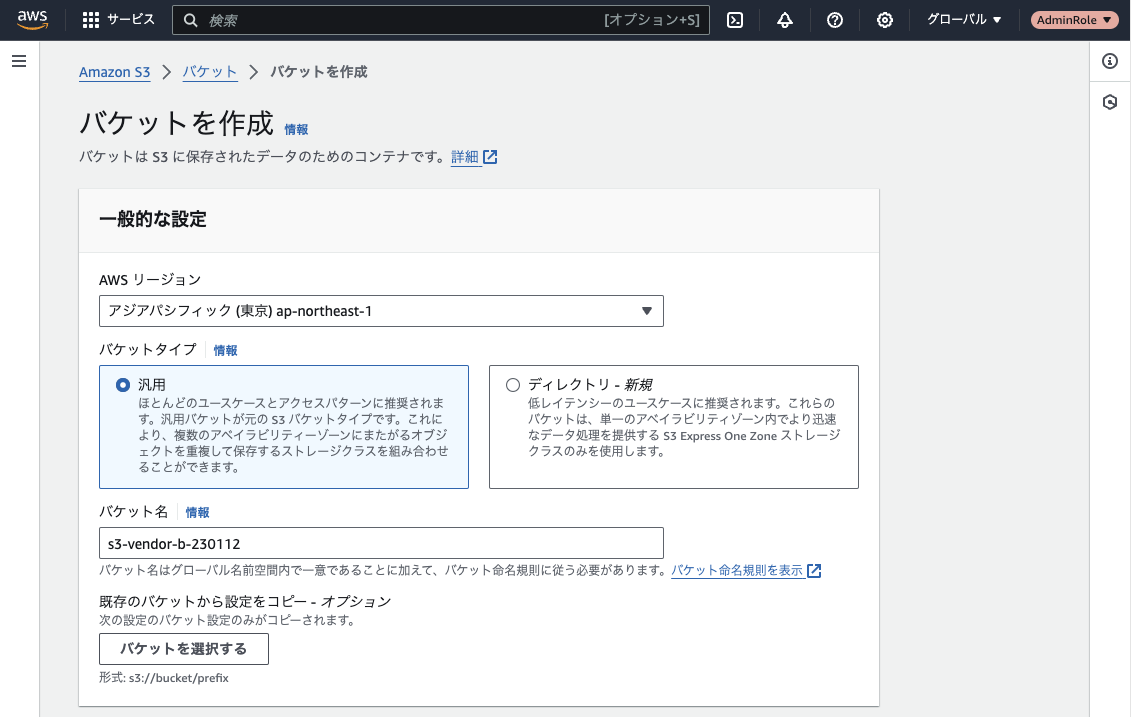 aws サービス 検索 [オプション+S] グローバル AdminRole
Amazon S3 バケット バケットを作成
バケットを作成 情報
バケットは S3 に保存されたデータのためのコンテナです。詳細
一般的な設定
AWS リージョン
アジアパシフィック (東京) ap-northeast-1
バケットタイプ 情報
汎用
ほとんどのユースケースとアクセスパターンに推奨されま
す。汎用バケットが元の S3 バケットタイプです。これに
より、複数のアベイラビリティーゾーンにまたがるオブジ
ェクトを重複して保存するストレージクラスを組み合わせ
ることができます。
ディレクトリ - 新規
低レイテンシーのユースケースに推奨されます。これらの
バケットは、単一のアベイラビリティゾーン内でより迅速
なデータ処理を提供する S3 Express One Zone ストレージ
クラスのみを使用します。
バケット名 情報
s3-vendor-b-230112
バケット名はグローバル名前空間内で一意であることに加えて、バケット命名規則に従う必要があります。バケット命名規則を表示
既存のバケットから設定をコピー - オプション
次の設定のバケット設定のみがコピーされます。
バケットを選択する
形式: s3://bucket/prefix